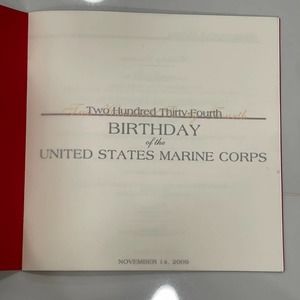 Two Hundred Thirty-Fourth
BIRTHDAY
of the
UNITED STATES MARINE CORPS
NOVEMBER 14, 2009